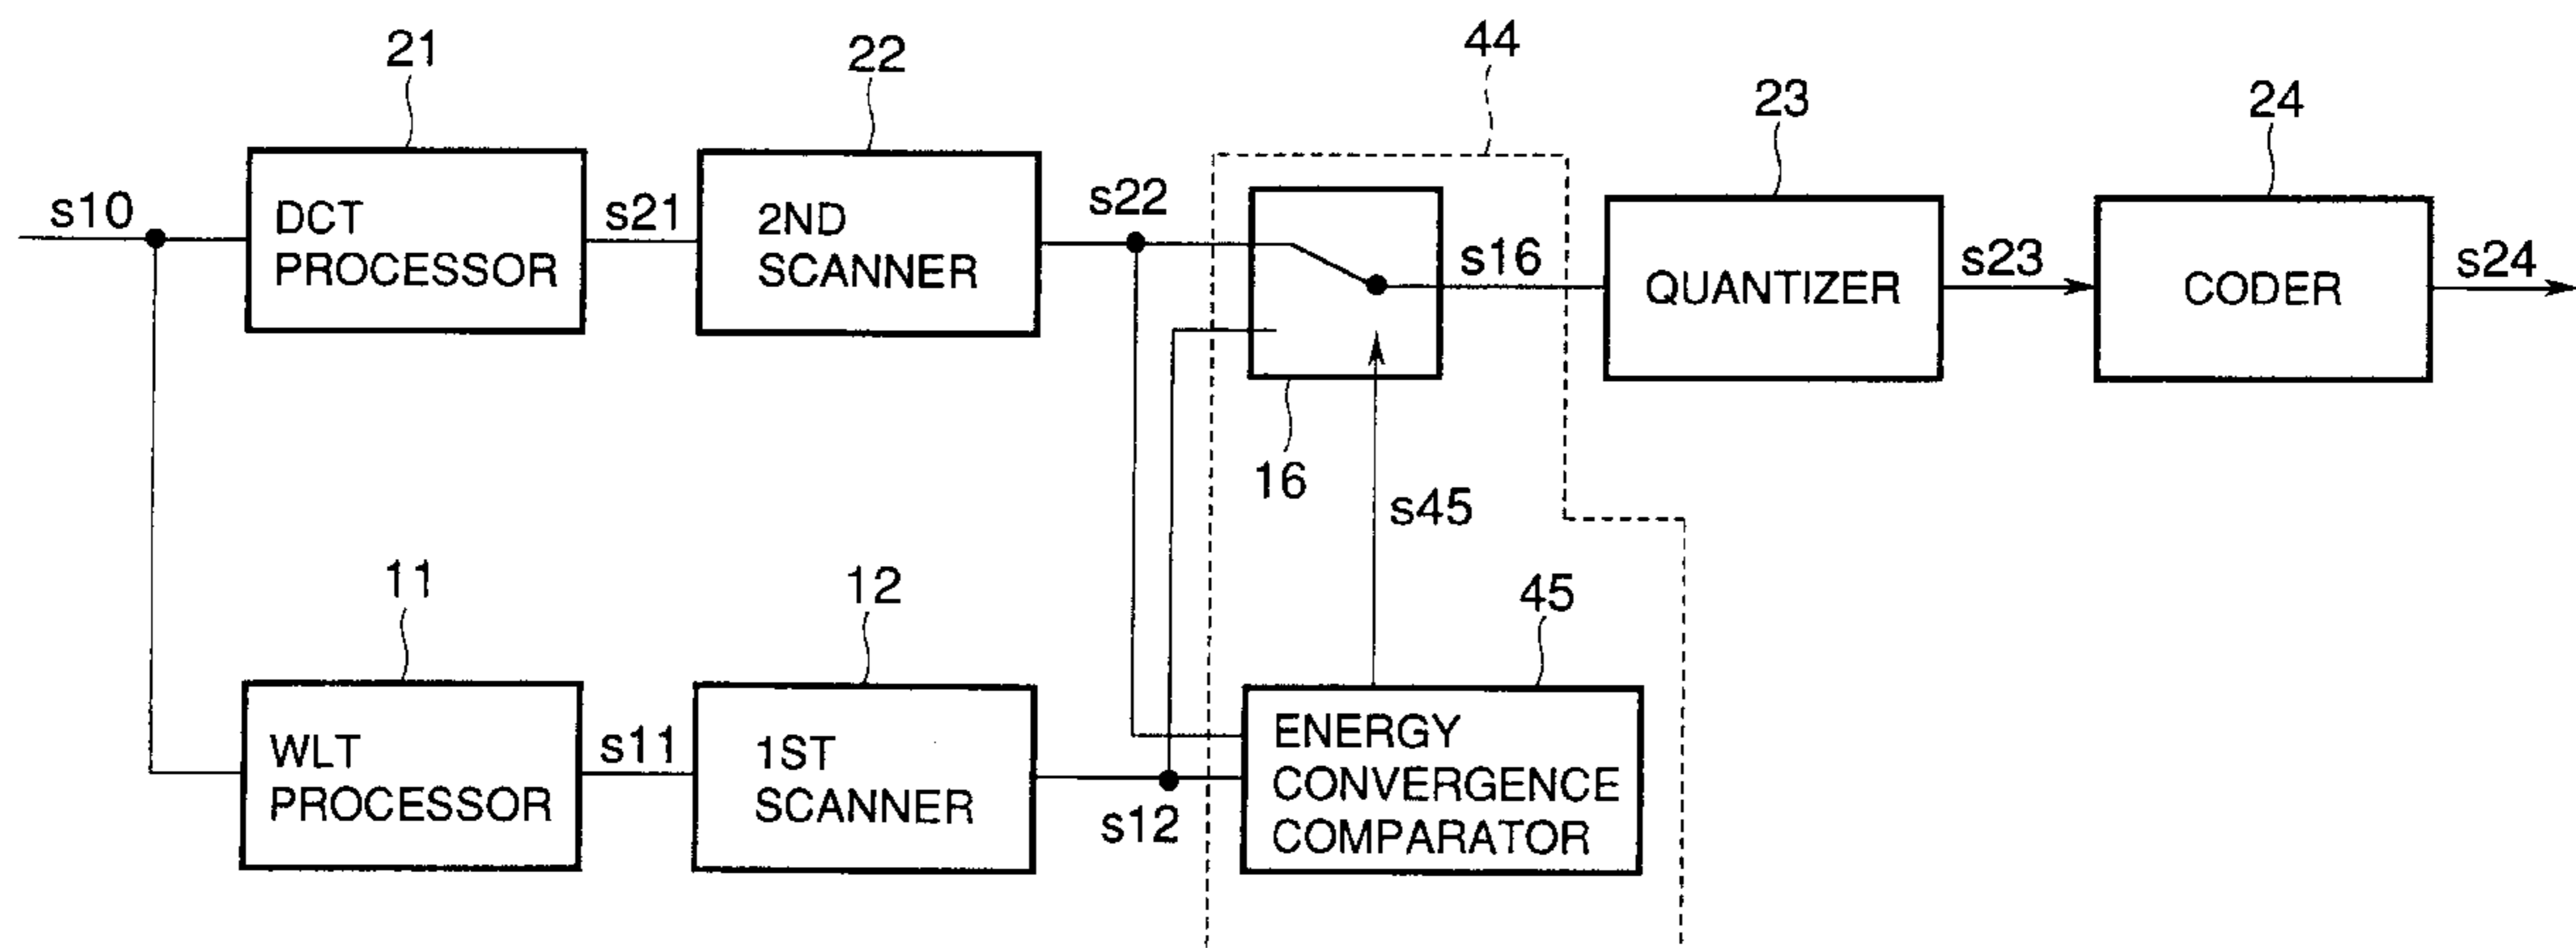 44
21
22
23
24
s10
DCT
PROCESSOR
s21
2ND
SCANNER
s22
s16
QUANTIZER
s23
CODER
s24
16
s45
11
12
45
WLT
PROCESSOR
s11
1ST
SCANNER
s12
ENERGY
CONVERGENCE
COMPARATOR